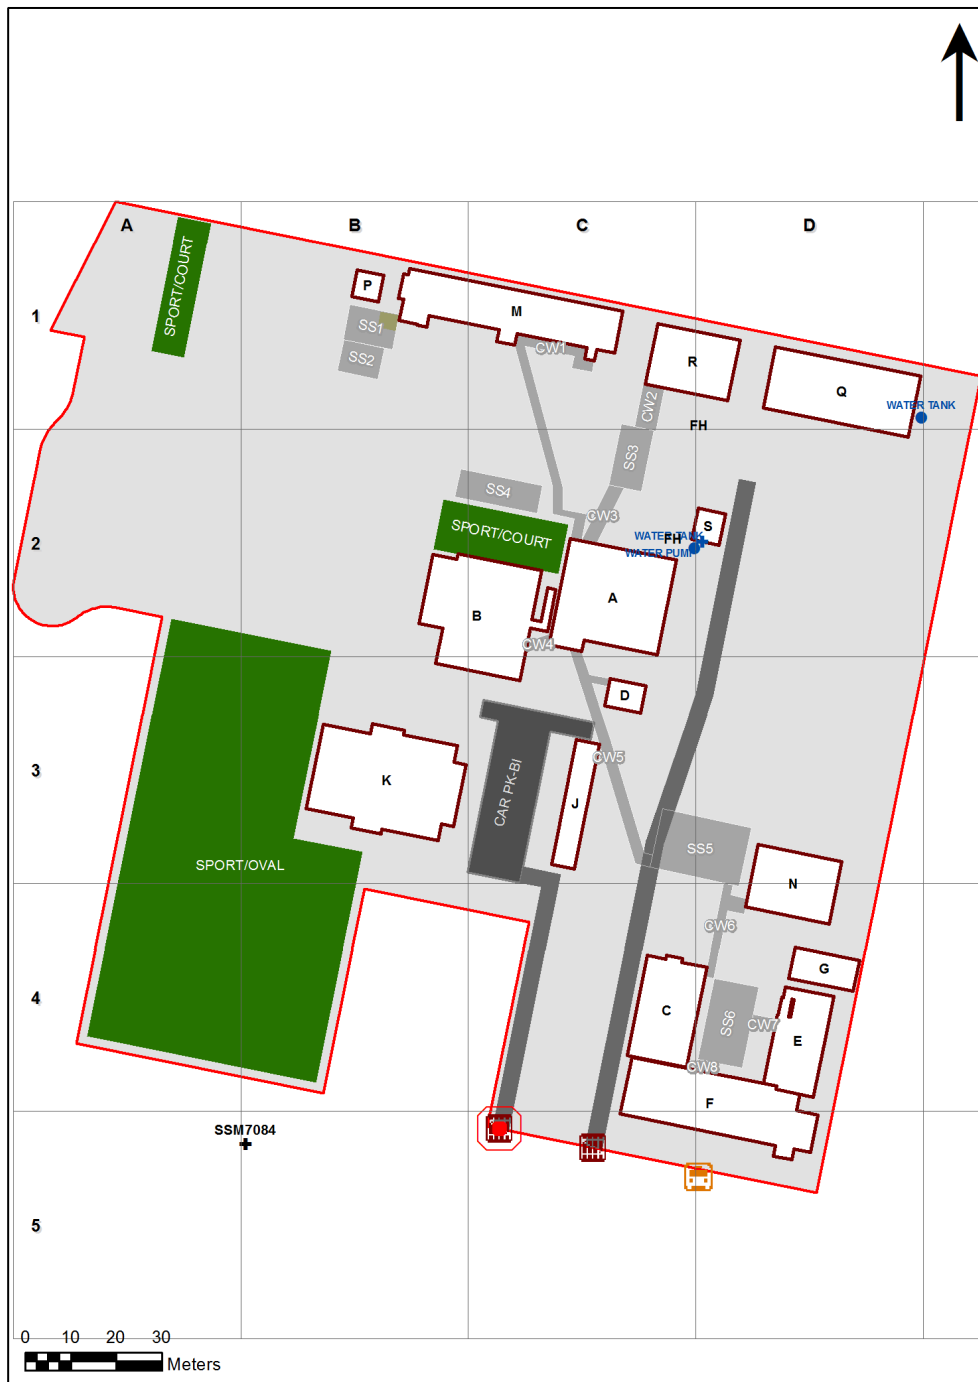 A
B
C
D
SPORT/COURT
P
1
M
SS1
CW1
SS2
R
Q
CW2
WATER TANK
FH
SS3
SS4
CW3
SPORT/COURT
S
2
WATER TANK
FH
WATER PUMP
A
B
CW4
D
3
CW5
K
CAR PK-BI
J
SS5
SPORT/OVAL
N
CW6
G
4
C
SS6
CW7
E
CW8
F
SSM7084
5
0 10 20 30
Meters